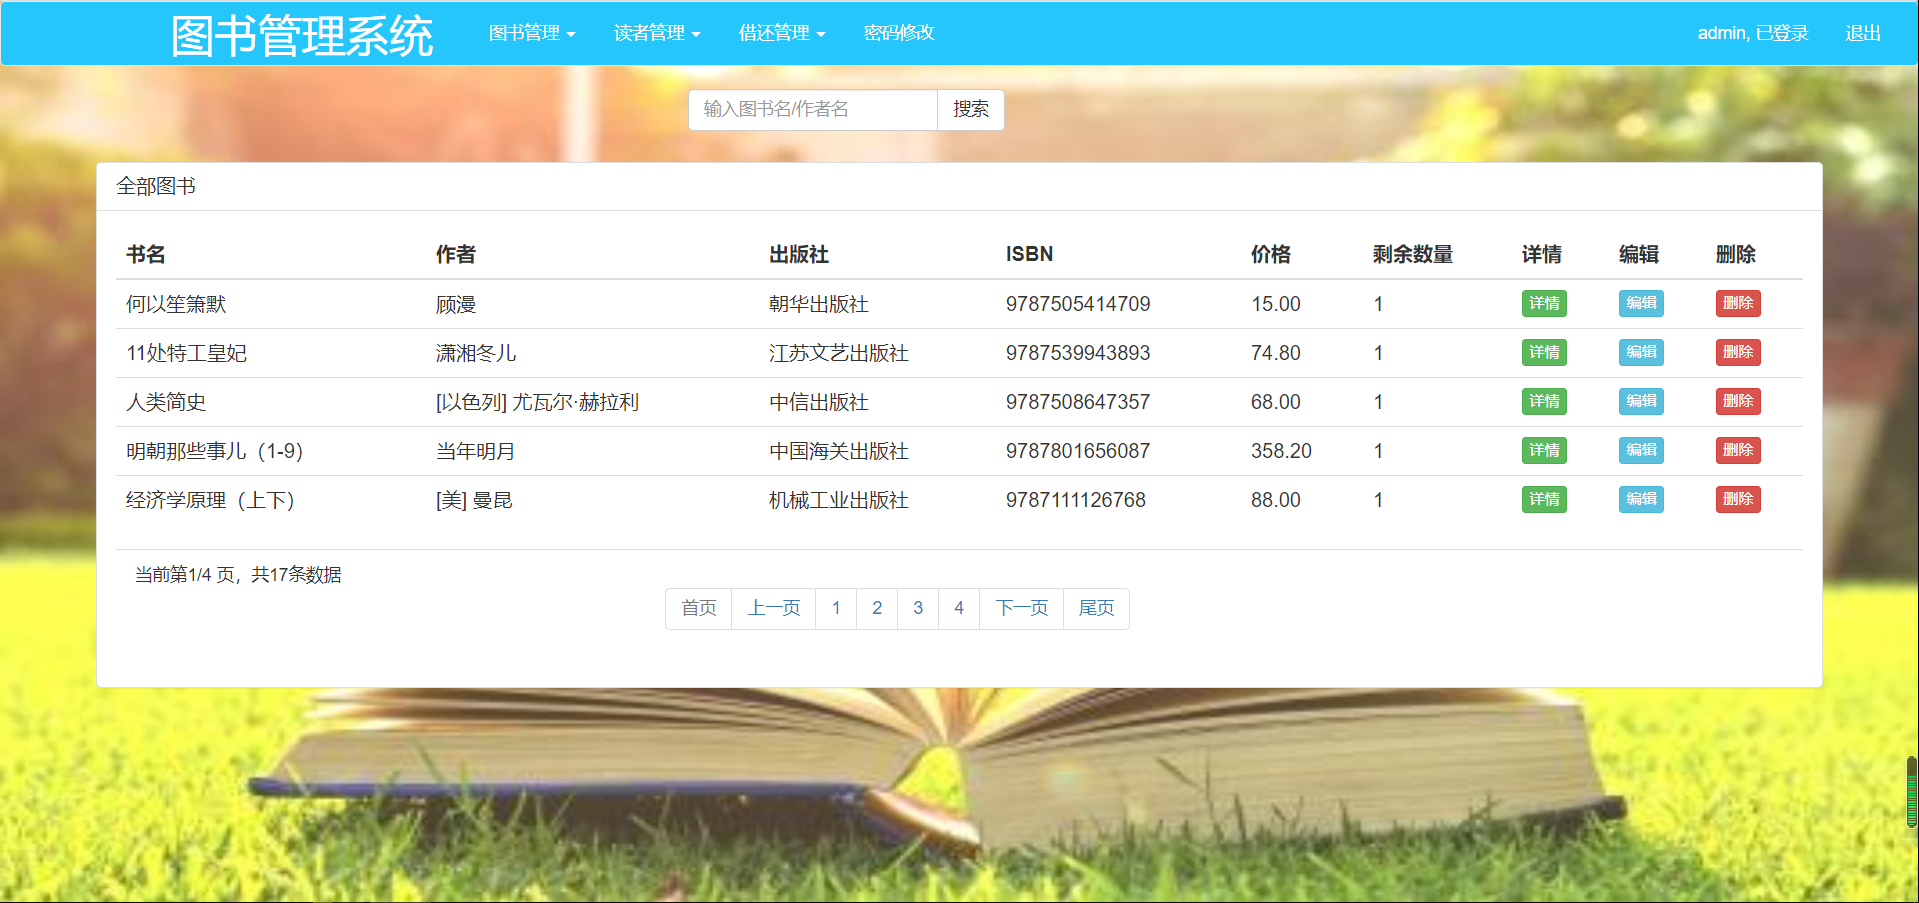 图书管理系统 图书管理 读者管理 借还管理 密码修改 admin, 已登录 退出
输入图书名/作者名 搜索
全部图书
书名 作者 出版社 ISBN 价格 剩余数量 详情 编辑 删除
何以笙箫默 顾漫 朝华出版社 9787505414709 15.00 1 详情 编辑 删除
11处特工皇妃 潇湘冬儿 江苏文艺出版社 9787539943893 74.80 1 详情 编辑 删除
人类简史 [以色列] 尤瓦尔·赫拉利 中信出版社 9787508647357 68.00 1 详情 编辑 删除
明朝那些事儿（1-9） 当年明月 中国海关出版社 9787801656087 358.20 1 详情 编辑 删除
经济学原理（上下） [美] 曼昆 机械工业出版社 9787111126768 88.00 1 详情 编辑 删除
当前第1/4 页，共17条数据
首页 上一页 1 2 3 4 下一页 尾页